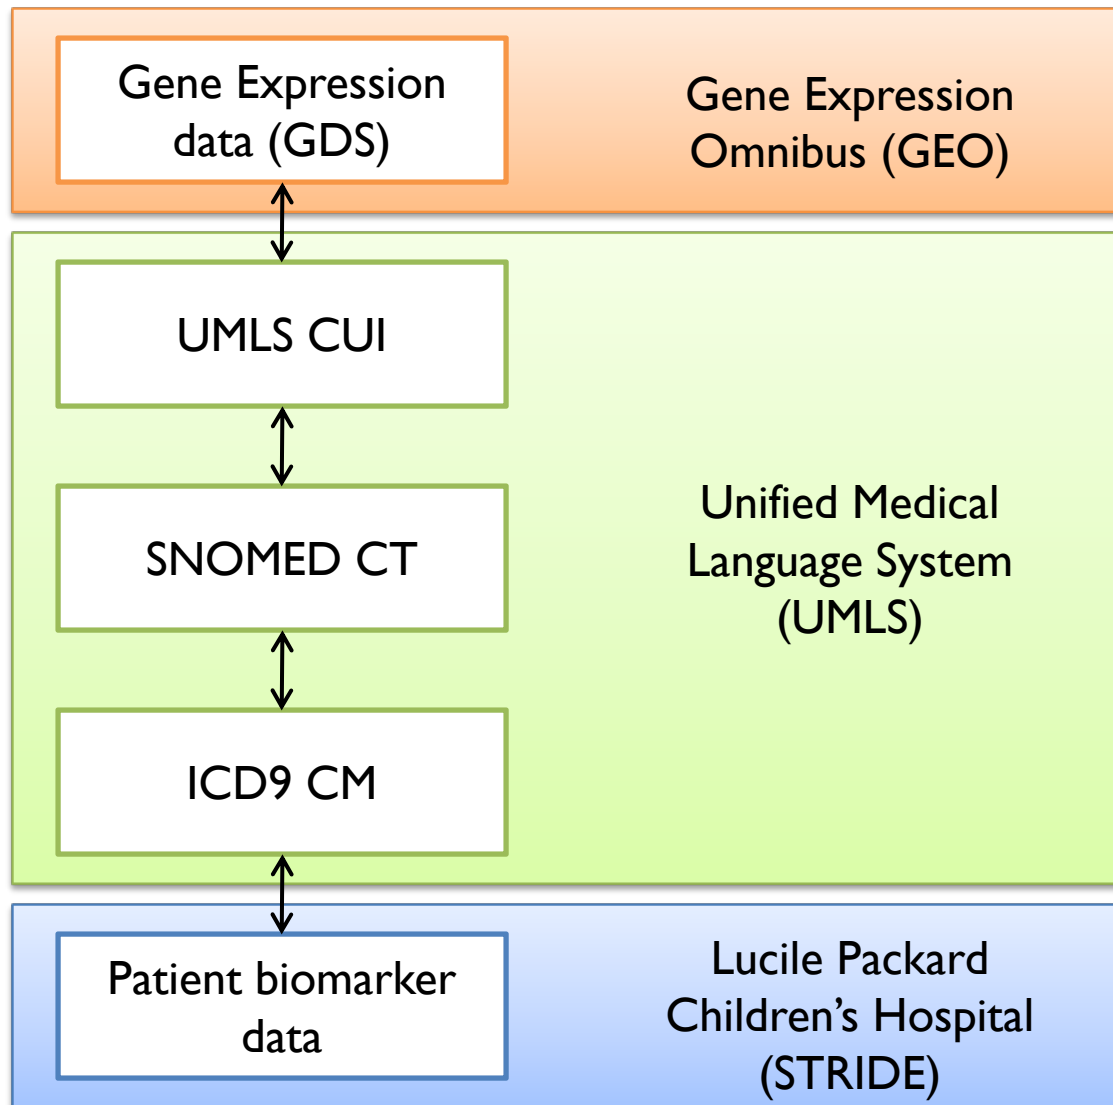 Gene Expression
data (GDS)
Gene Expression
Omnibus (GEO)
UMLS CUI
SNOMED CT
ICD9 CM
Unified Medical
Language System
(UMLS)
Patient biomarker
data
Lucile Packard
Children’s Hospital
(STRIDE)